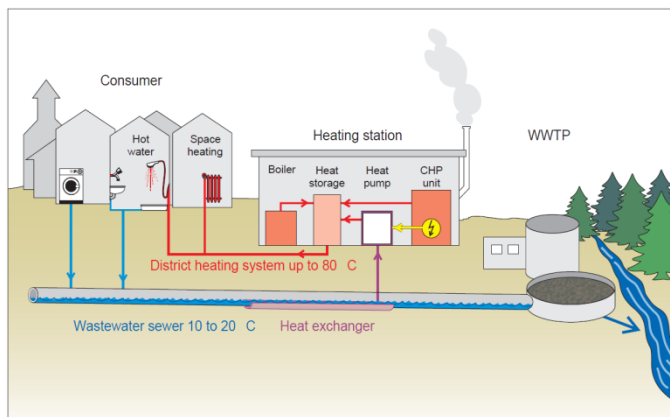 Consumer
Hot
water
Space
heating
Heating station
WWTP
Boiler
Heat
storage
Heat
pump
CHP
unit
District heating system up to 80 C
Wastewater sewer 10 to 20 C
Heat exchanger